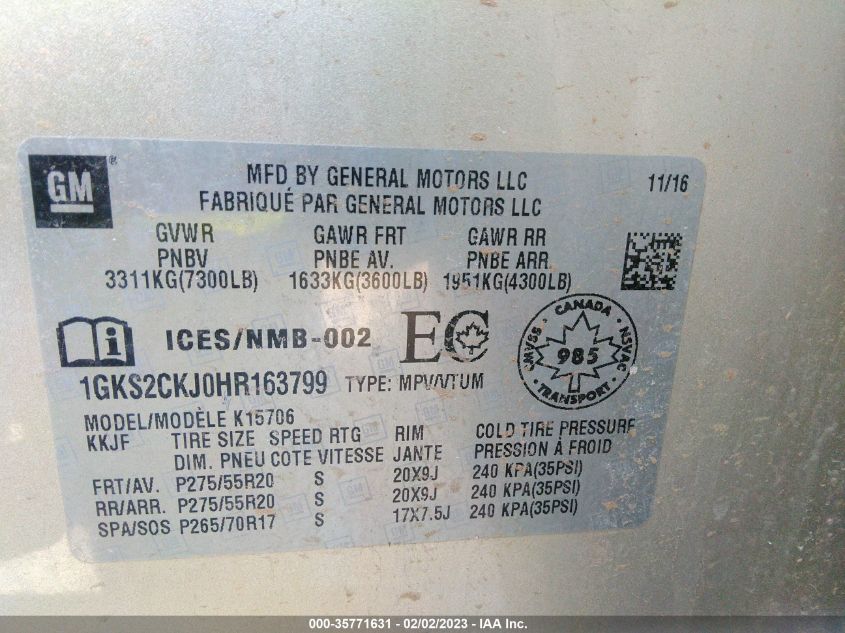 GM ®
MFD BY GENERAL MOTORS LLC 11/16
FABRIQUÉ PAR GENERAL MOTORS LLC
GVWR GAWR FRT GAWR RR
PNBV PNBE AV. PNBE ARR
3311KG(7300LB) 1633KG(3600LB) 1951KG(4300LB)
i ICES/NMB-002 EC
CANADA
CMVSS 985 NSVAC
TRANSPORT
1GKS2CKJ0HR163799 TYPE: MPV/VTUM
MODEL/MODÈLE K15706
KKJF TIRE SIZE SPEED RTG RIM COLD TIRE PRESSURE
DIM. PNEU COTE VITESSE JANTE PRESSION À FROID
FRT/AV. P275/55R20 S 20X9J 240 KPA(35PSI)
RR/ARR. P275/55R20 S 20X9J 240 KPA(35PSI)
SPA/SOS P265/70R17 S 17X7.5J 240 KPA(35PSI)
000-35771631 - 02/02/2023 - IAA Inc.